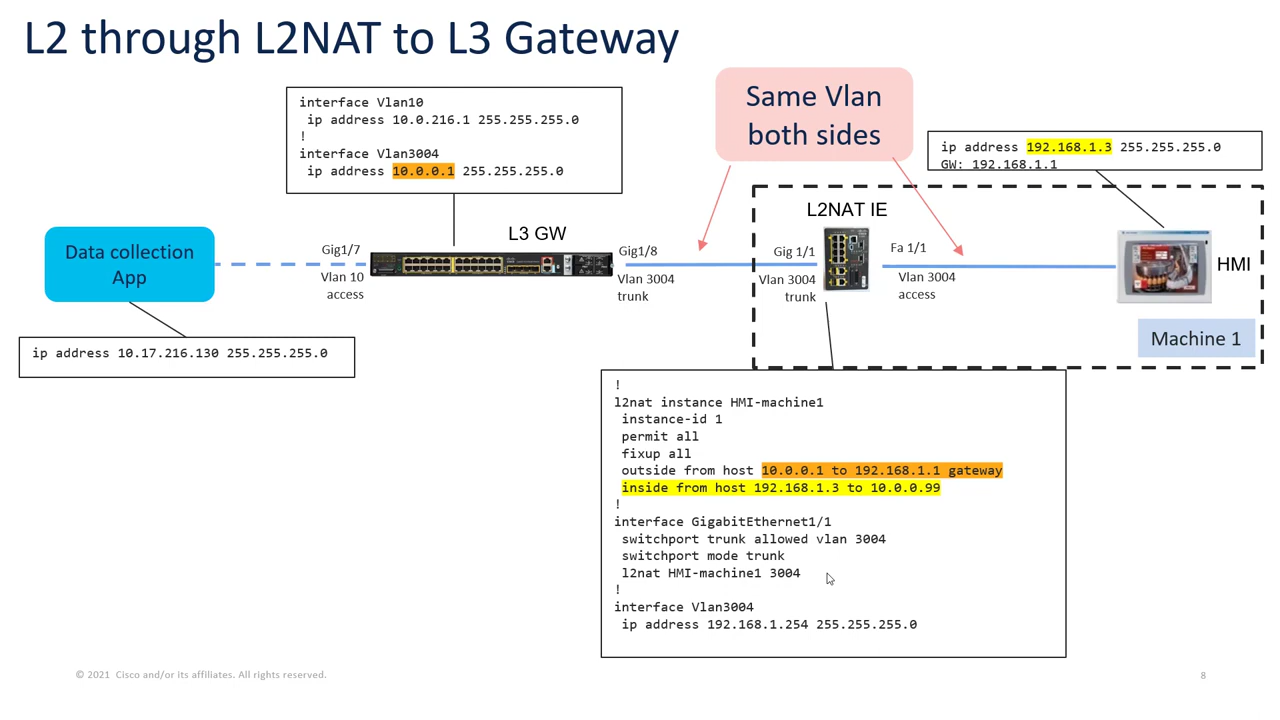 L2 through L2NAT to L3 Gateway
interface Vlan10
ip address 10.0.216.1 255.255.255.0
!
interface Vlan3004
ip address 10.0.0.1 255.255.255.0
Same Vlan
both sides
ip address 192.168.1.3 255.255.255.0
GW: 192.168.1.1
L2NAT IE
L3 GW
Data collection
App
Gig1/7
Vlan 10
access
Gig1/8
Vlan 3004
trunk
Gig 1/1
Vlan 3004
trunk
Fa 1/1
Vlan 3004
access
HMI
Machine 1
ip address 10.17.216.130 255.255.255.0
!
l2nat instance HMI-machine1
instance-id 1
permit all
fixup all
outside from host 10.0.0.1 to 192.168.1.1 gateway
inside from host 192.168.1.3 to 10.0.0.99
!
interface GigabitEthernet1/1
switchport trunk allowed vlan 3004
switchport mode trunk
l2nat HMI-machine1 3004
!
interface Vlan3004
ip address 192.168.1.254 255.255.255.0
© 2021 Cisco and/or its affiliates. All rights reserved.
8